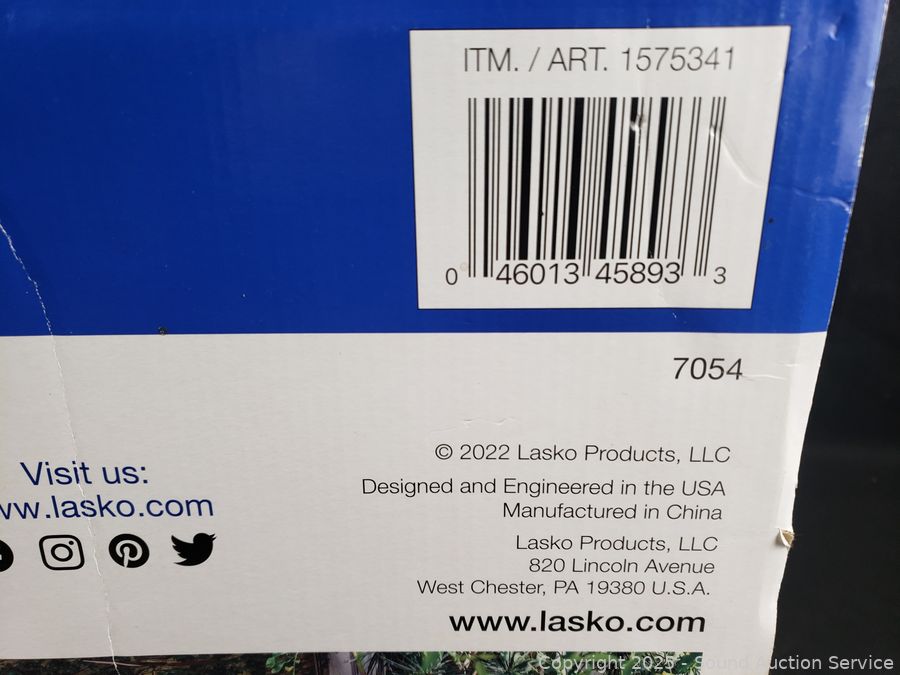 ITM. / ART. 1575341
0 46013 45893 3
7054
© 2022 Lasko Products, LLC
Designed and Engineered in the USA
Manufactured in China
Visit us:
ww.lasko.com
Lasko Products, LLC
820 Lincoln Avenue
West Chester, PA 19380 U.S.A.
www.lasko.com
Copyright 2025 - Sound Auction Service